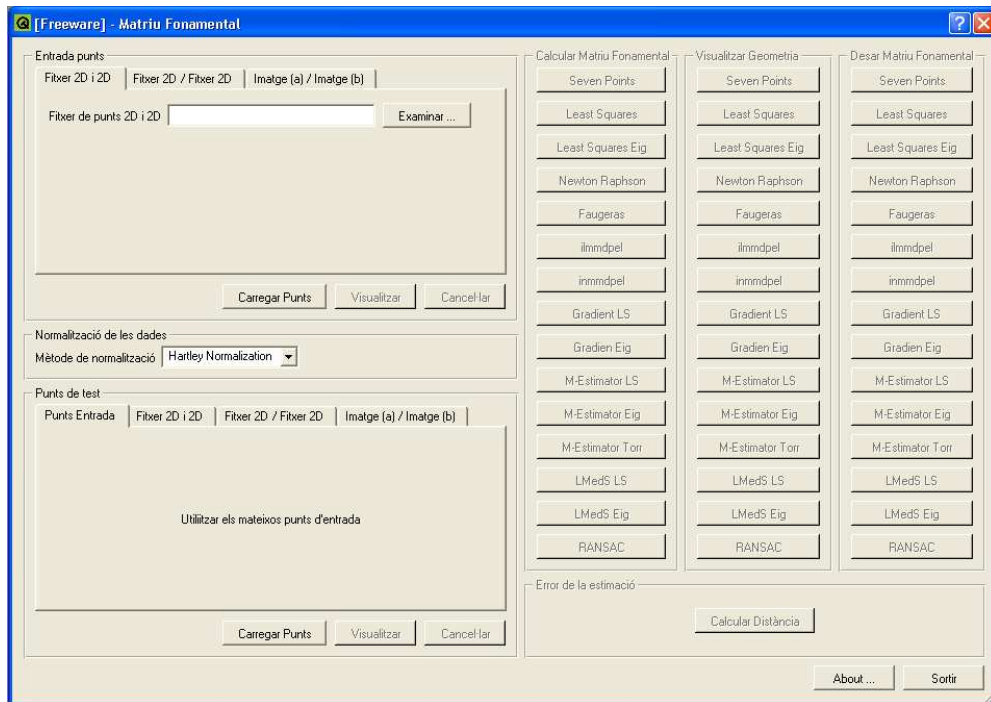 [Freeware] - Matriu Fonamental
Entrada punts
Fitxer 2D i 2D
Fitxer 2D / Fitxer 2D
Imatge (a) / Imatge (b)
Fitxer de punts 2D i 2D
Examinar ...
Carregar Punts
Visualitzar
Cancel·lar
Normalització de les dades
Mètode de normalització
Hartley Normalization
Punts de test
Punts Entrada
Fitxer 2D i 2D
Fitxer 2D / Fitxer 2D
Imatge (a) / Imatge (b)
Utilitzar els mateixos punts d'entrada
Carregar Punts
Visualitzar
Cancel·lar
Calcular Matriu Fonamental
Seven Points
Least Squares
Least Squares Eig
Newton Raphson
Faugeras
ilmmdpel
inmmdpel
Gradient LS
Gradien Eig
M-Estimator LS
M-Estimator Eig
M-Estimator Torr
LMedS LS
LMedS Eig
RANSAC
Visualitzar Geometria
Seven Points
Least Squares
Least Squares Eig
Newton Raphson
Faugeras
ilmmdpel
inmmdpel
Gradient LS
Gradien Eig
M-Estimator LS
M-Estimator Eig
M-Estimator Torr
LMedS LS
LMedS Eig
RANSAC
Desar Matriu Fonamental
Seven Points
Least Squares
Least Squares Eig
Newton Raphson
Faugeras
ilmmdpel
inmmdpel
Gradient LS
Gradien Eig
M-Estimator LS
M-Estimator Eig
M-Estimator Torr
LMedS LS
LMedS Eig
RANSAC
Error de la estimació
Calcular Distància
About ...
Sortir